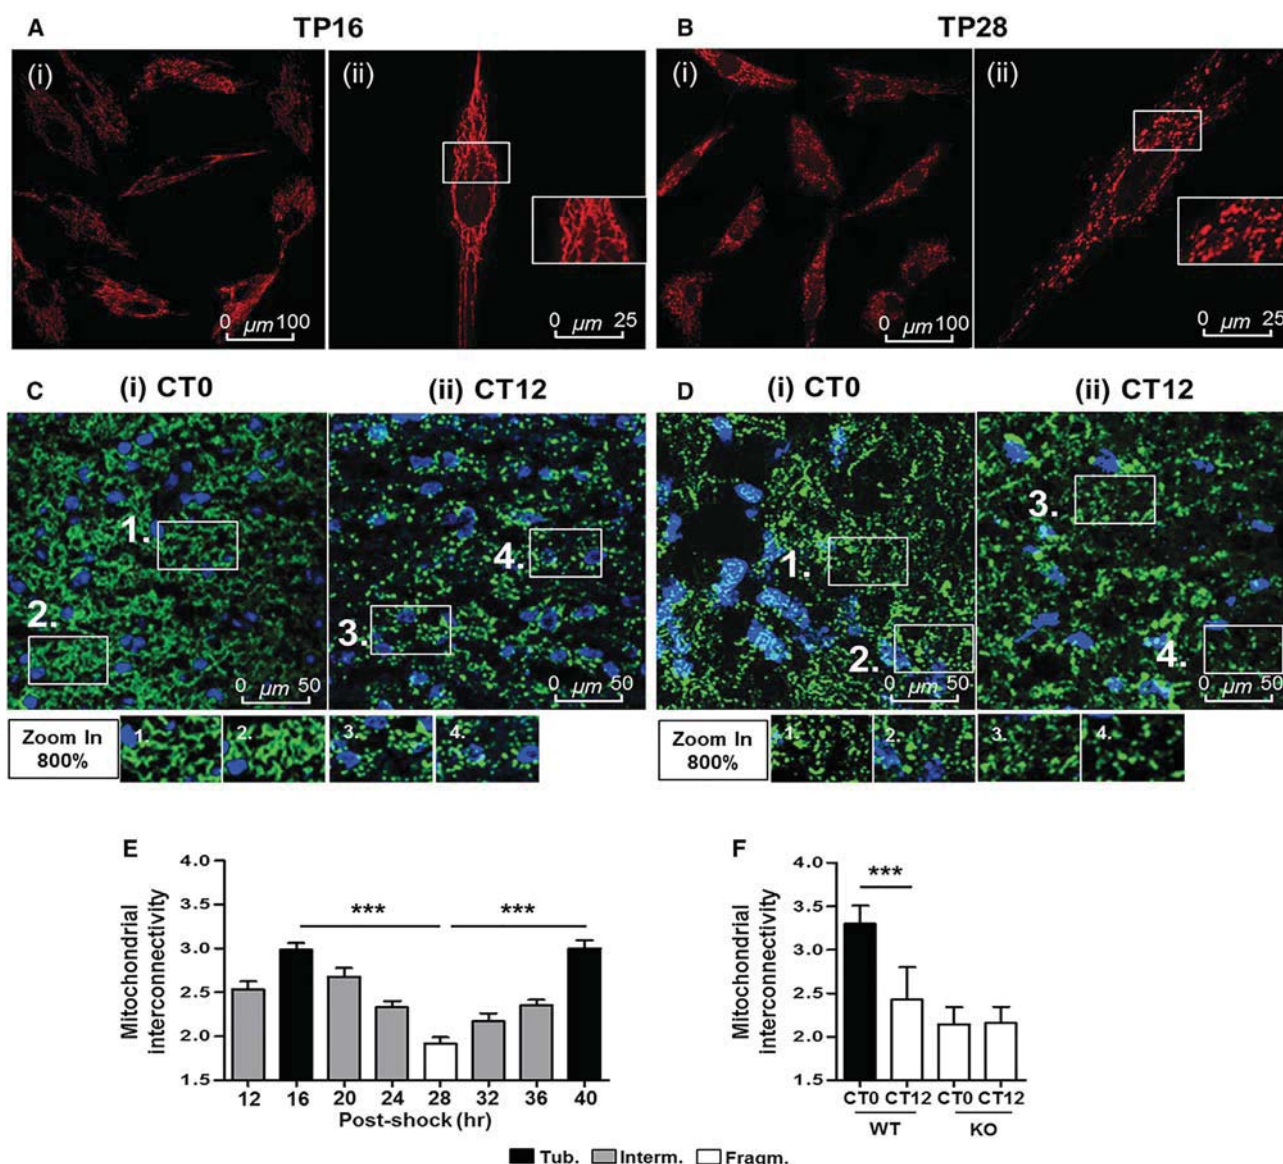 A TP16
B TP28
(i)
(ii)
(i)
(ii)
0 µm 100
0 µm 25
0 µm 100
0 µm 25
C (i) CT0 (ii) CT12
D (i) CT0 (ii) CT12
1.
2.
3.
4.
1.
2.
3.
4.
0 µm 50
0 µm 50
0 µm 50
0 µm 50
Zoom In
800%
1. 2. 3. 4.
Zoom In
800%
1. 2. 3. 4.
E
Mitochondrial
interconnectivity
4.0
3.5
3.0
2.5
2.0
1.5
*** ***
12 16 20 24 28 32 36 40
Post-shock (hr)
F
Mitochondrial
interconnectivity
4.0
3.5
3.0
2.5
2.0
1.5
***
CT0 CT12 CT0 CT12
WT KO
Tub. Interm. Fragm.